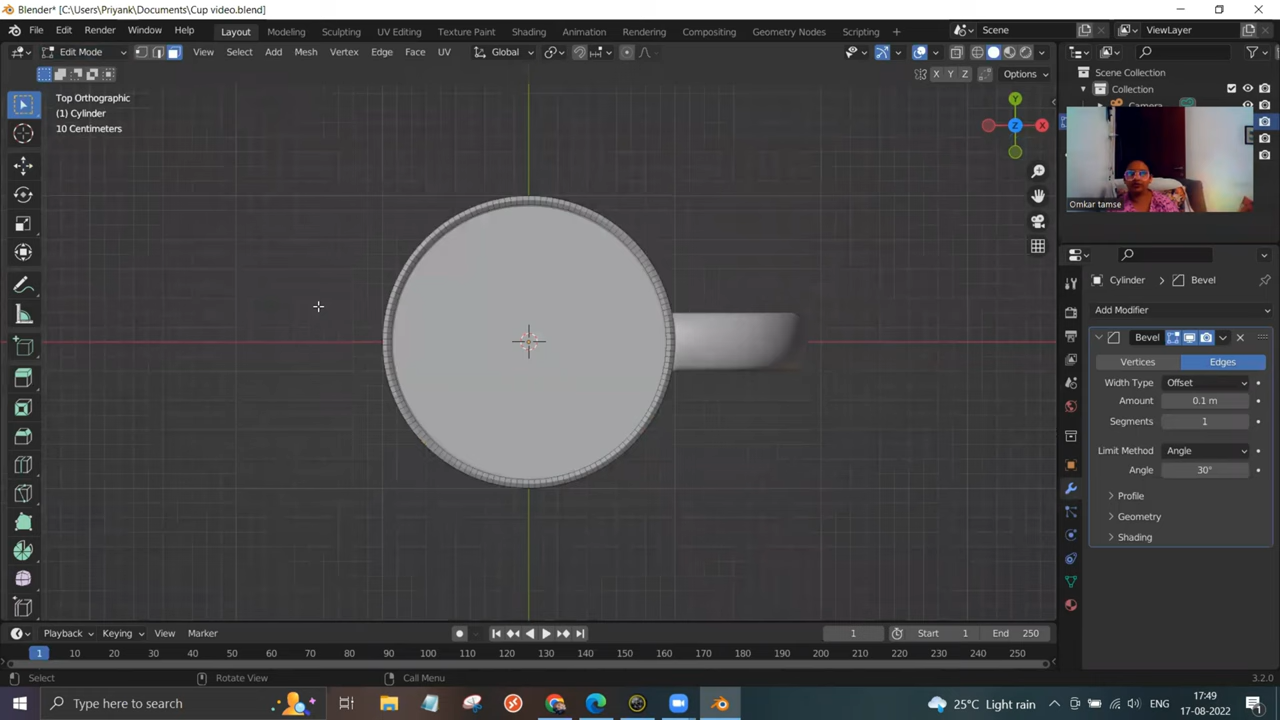 Blender* [C:\Users\Priyank\Documents\Cup video.blend]
File Edit Render Window Help Layout Modeling Sculpting UV Editing Texture Paint Shading Animation Rendering Compositing Geometry Nodes Scripting + Scene ViewLayer
Edit Mode View Select Add Mesh Vertex Edge Face UV Global
X Y Z Options
Scene Collection
Collection
Camera
Top Orthographic
(1) Cylinder
10 Centimeters
Y
Z X
Omkar tamse
Cylinder > Bevel
Add Modifier
Bevel
Vertices Edges
Width Type Offset
Amount 0.1 m
Segments 1
Limit Method Angle
Angle 30°
Profile
Geometry
Shading
Playback Keying View Marker 1 Start 1 End 250
1 10 20 30 40 50 60 70 80 90 100 110 120 130 140 150 160 170 180 190 200 210 220 230 240 250
Select Rotate View Call Menu 3.2.0
Type here to search 25°C Light rain ENG 17:49
17-08-2022 1